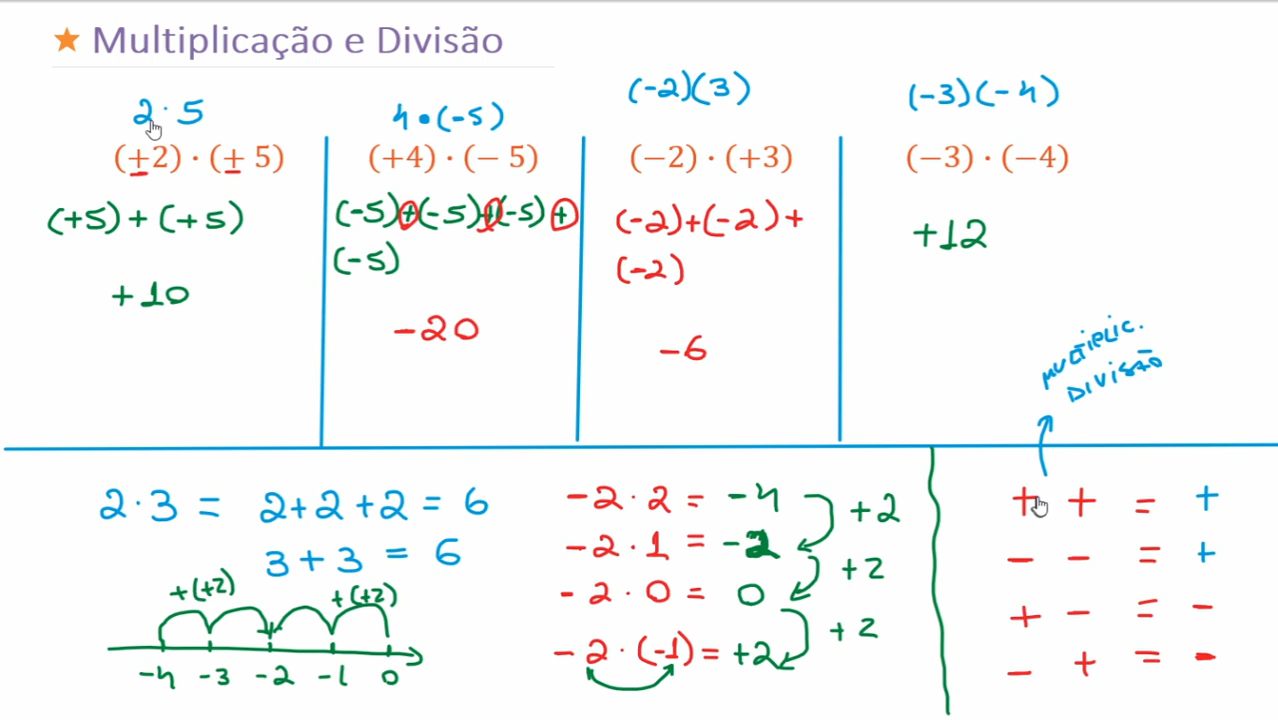 Multiplicação e Divisão
2·5
(+2)·(+5)
(+5)+(+5)
+10
4•(-5)
(+4)·(−5)
(-5)+(-5)+(-5)+
(-5)
-20
(-2)(3)
(−2)·(+3)
(-2)+(-2)+
(-2)
-6
(-3)(-4)
(−3)·(−4)
+12
MULTIPLIC.
DIVISÃO
2·3 = 2+2+2 = 6
3+3 = 6
+(+2) +(+2)
-4 -3 -2 -1 0
-2·2 = -4
+2
-2·1 = -2
+2
-2·0 = 0
+2
-2·(-1) = +2
+ + = +
- - = +
+ - = -
- + = -